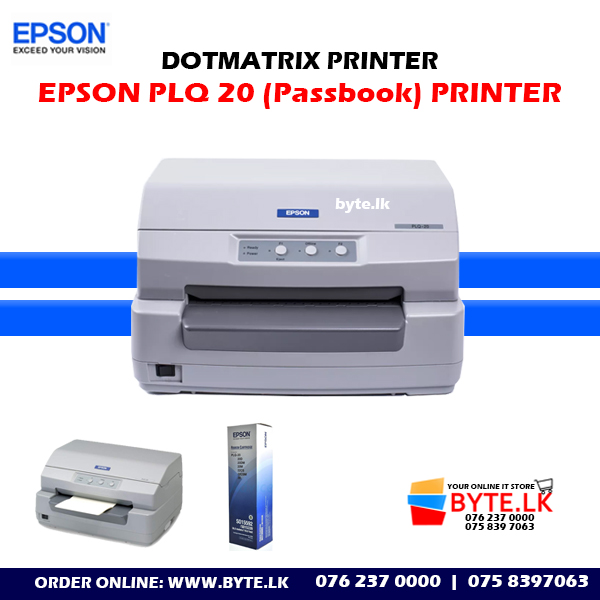 EPSON®
EXCEED YOUR VISION
DOTMATRIX PRINTER
EPSON PLQ 20 (Passbook) PRINTER
byte.lk
EPSON
PLQ-20
Ready
Power
EPSON
EPSON
S015592
YOUR ONLINE IT STORE
BYTE.LK
076 237 0000
075 839 7063
ORDER ONLINE: WWW.BYTE.LK 076 237 0000 | 075 8397063